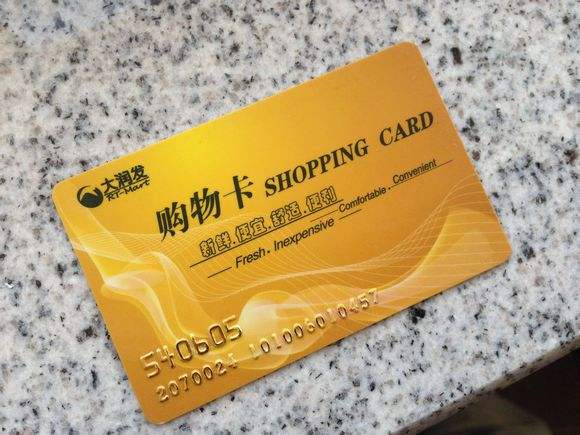 大润发
RT-Mart
购物卡 SHOPPING CARD
新鲜.便宜.舒适.便利
Fresh. Inexpensive Comfortable. Convenient
540605
2070024 101006010457